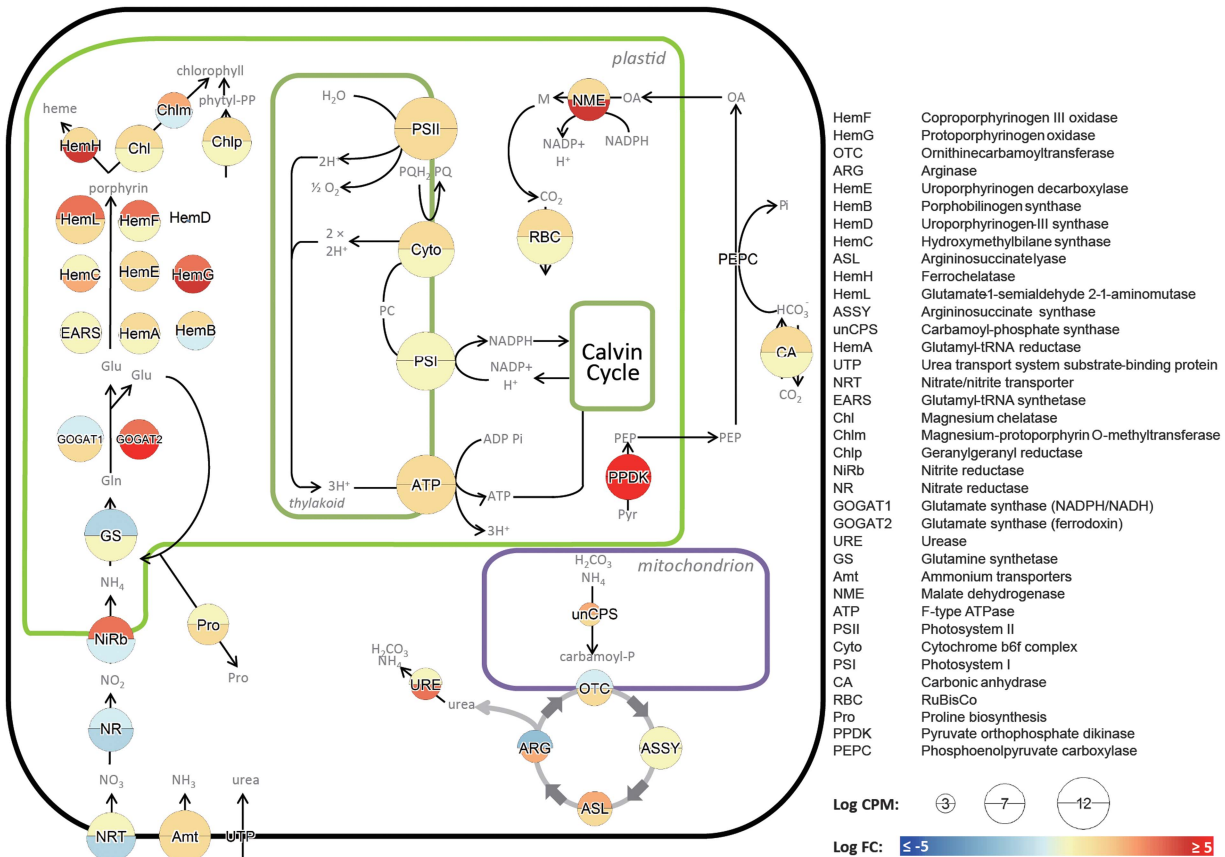 plastid
chlorophyll
phytyl-PP
heme
Chlm
HemH
Chl
Chlp
porphyrin
HemL
HemF
HemD
HemC
HemE
HemG
EARS
HemA
HemB
Glu
Glu
GOGAT1
GOGAT2
Gln
GS
NH4
NiRb
Pro
Pro
NO2
NR
NO3
NRT
NH3
Amt
urea
UTP
H2O
PSII
2H+
½ O2
PQH2
PQ
2 ×
2H+
Cyto
PC
PSI
NADPH
NADP+
H+
Calvin
Cycle
ADP Pi
ATP
ATP
3H+
3H+
thylakoid
M
NME
OA
OA
NADP+
H+
NADPH
CO2
RBC
Pi
PEPC
HCO3-
CA
CO2
PEP
PEP
PPDK
Pyr
mitochondrion
H2CO3
NH4
unCPS
carbamoyl-P
OTC
H2CO3
NH4
URE
urea
ARG
ASSY
ASL
HemF Coproporphyrinogen III oxidase
HemG Protoporphyrinogen oxidase
OTC Ornithinecarbamoyltransferase
ARG Arginase
HemE Uroporphyrinogen decarboxylase
HemB Porphobilinogen synthase
HemD Uroporphyrinogen-III synthase
HemC Hydroxymethylbilane synthase
ASL Argininosuccinate lyase
HemH Ferrochelatase
HemL Glutamate1-semialdehyde 2-1-aminomutase
ASSY Argininosuccinate synthase
unCPS Carbamoyl-phosphate synthase
HemA Glutamyl-tRNA reductase
UTP Urea transport system substrate-binding protein
NRT Nitrate/nitrite transporter
EARS Glutamyl-tRNA synthetase
Chl Magnesium chelatase
Chlm Magnesium-protoporphyrin O-methyltransferase
Chlp Geranylgeranyl reductase
NiRb Nitrite reductase
NR Nitrate reductase
GOGAT1 Glutamate synthase (NADPH/NADH)
GOGAT2 Glutamate synthase (ferrodoxin)
URE Urease
GS Glutamine synthetase
Amt Ammonium transporters
NME Malate dehydrogenase
ATP F-type ATPase
PSII Photosystem II
Cyto Cytochrome b6f complex
PSI Photosystem I
CA Carbonic anhydrase
RBC RuBisCo
Pro Proline biosynthesis
PPDK Pyruvate orthophosphate dikinase
PEPC Phosphoenolpyruvate carboxylase
Log CPM: 3 7 12
Log FC: ≤ -5 ≥ 5